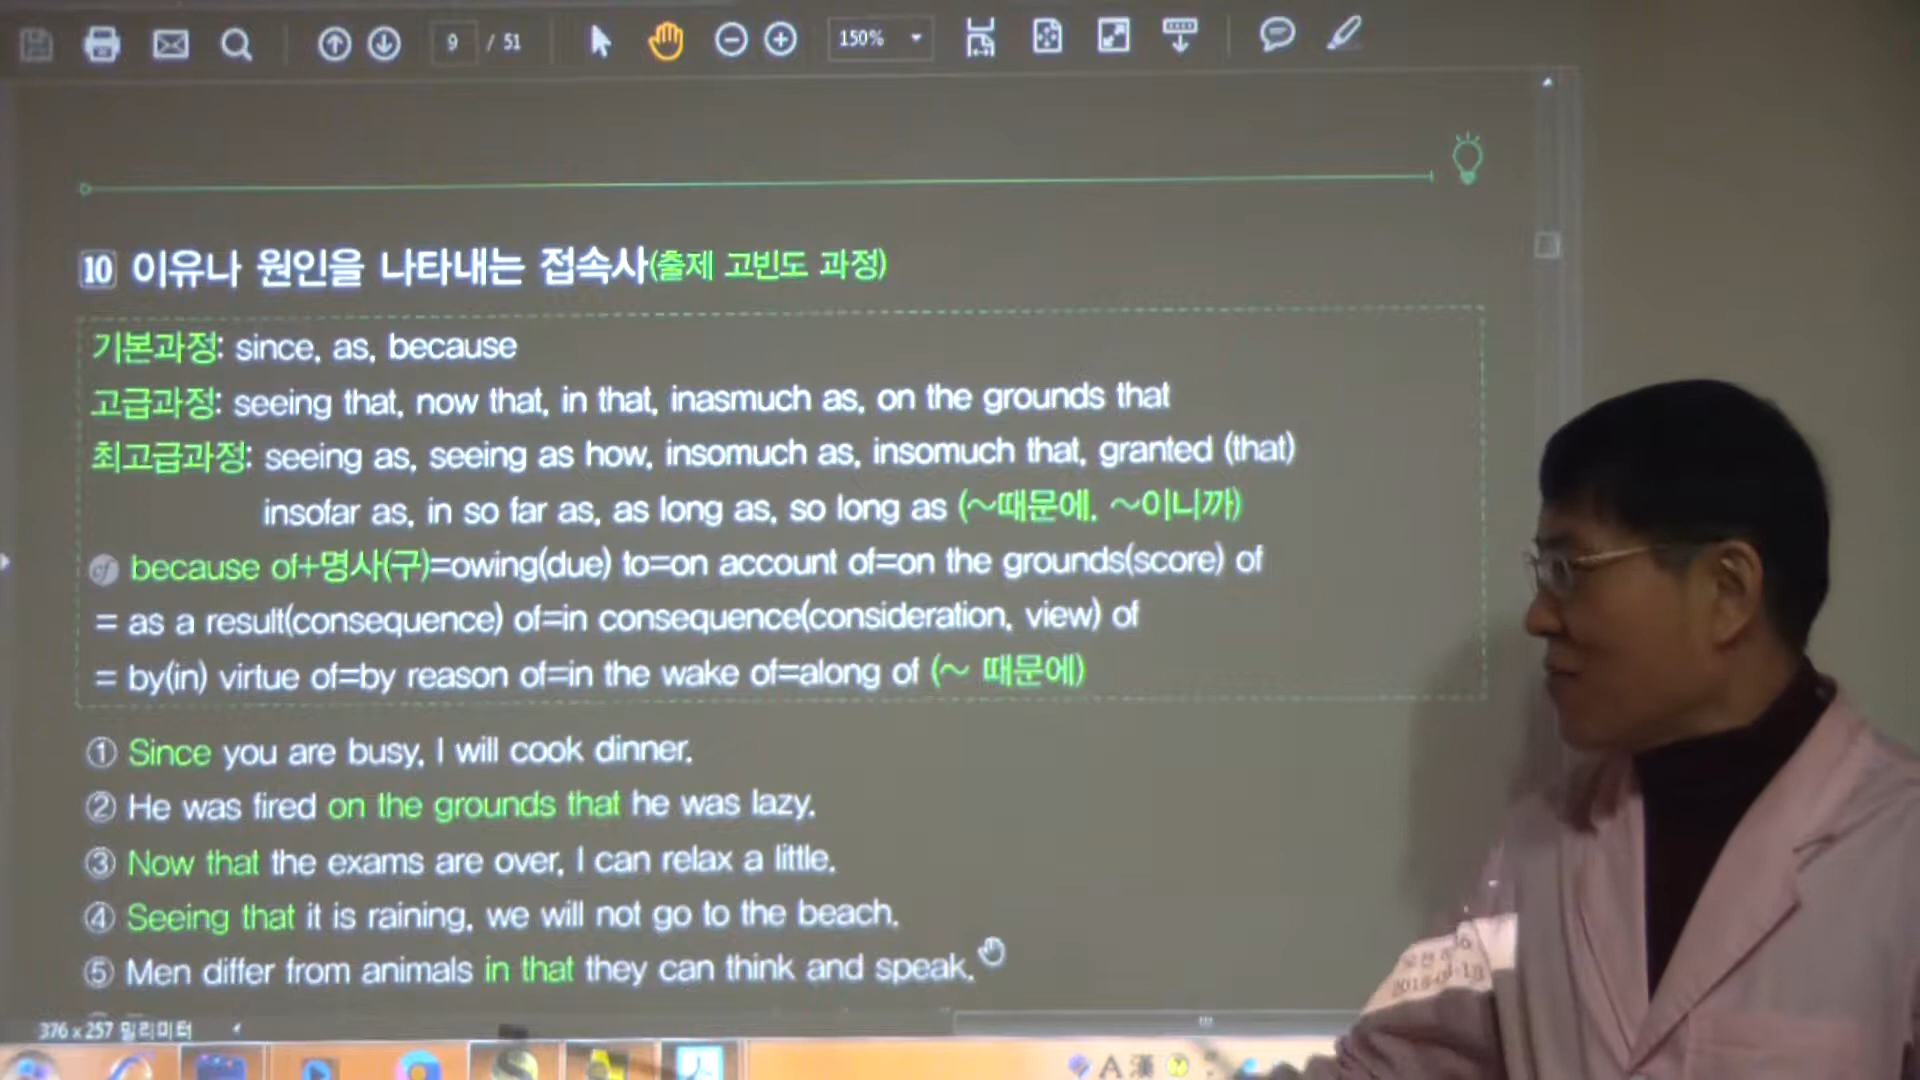 9 / 51
150%
10 이유나 원인을 나타내는 접속사(출제 고빈도 과정)
기본과정: since, as, because
고급과정: seeing that, now that, in that, inasmuch as, on the grounds that
최고급과정: seeing as, seeing as how, insomuch as, insomuch that, granted (that)
insofar as, in so far as, as long as, so long as (~때문에, ~이니까)
cf because of+명사(구)=owing(due) to=on account of=on the grounds(score) of
= as a result(consequence) of=in consequence(consideration, view) of
= by(in) virtue of=by reason of=in the wake of=along of (~ 때문에)
① Since you are busy, I will cook dinner.
② He was fired on the grounds that he was lazy.
③ Now that the exams are over, I can relax a little.
④ Seeing that it is raining, we will not go to the beach.
⑤ Men differ from animals in that they can think and speak.
376 x 257 밀리미터
A 漢